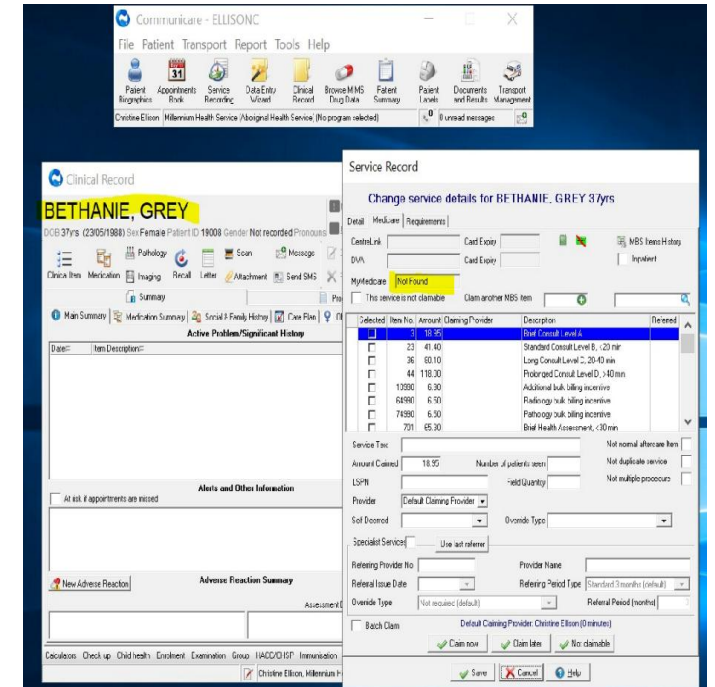 Communicare - ELLISONC
File Patient Transport Report Tools Help
Patient Biographics
Appointments Book
Service Recording
Data Entry Wizard
Clinical Record
Browse MIMS Drug Data
Patient Summary
Patient Labels
Documents and Results
Transport Management
Christine Ellison Millennium Health Service Aboriginal Health Service (No program selected) 0 0 unread messages
Clinical Record
BETHANIE, GREY
DOB 37yrs (23/05/1988) Sex Female Patient ID 19008 Gender Not recorded Pronouns
Clinical Item Medication Pathology Imaging Recall Letter Scan Attachment Message Send SMS
Summary
Main Summary Medication Summary Social & Family History Care Plan
Active Problem/Significant History
Date Item Description
Alerts and Other Information
At risk if appointments are missed
New Adverse Reaction
Adverse Reaction Summary
Calculators Check up Child health Enrolment Examination Group HACC/CHSP Immunisation
Christine Ellison, Millennium H
Service Record
Change service details for BETHANIE, GREY 37yrs
Detail Medicare Requirements
CentreLink Card Expiry MBS Items History
DVA Card Expiry Inpatient
MyMedicare Not Found
This service is not claimable Claim another MBS item
Selected Item No. Amount Claiming Provider Description Referred
3 18.95 Brief Consult Level A
23 41.40 Standard Consult Level B, <20 min
36 80.10 Long Consult Level C, 20-40 min
44 118.00 Prolonged Consult Level D, >40 min
10990 Additional bulk billing incentive
64990 6.50 Radiology bulk billing incentive
74990 6.50 Pathology bulk billing incentive
701 65.30 Brief Health Assessment, <30 min
Service Text Not normal aftercare Item
Amount Claimed 18.95 Number of patients seen Not duplicate service
LSPN Field Quantity Not multiple procedure
Provider Default Claiming Provider
Self Deemed Override Type
Specialist Services Use last referrer
Referring Provider No Provider Name
Referral Issue Date Referring Period Type Standard 3 months (default)
Override Type Not required (default) Referral Period (months)
Batch Claim Default Claiming Provider: Christine Ellison (0 minutes)
Claim now Claim later Not claimable
Save Cancel Help